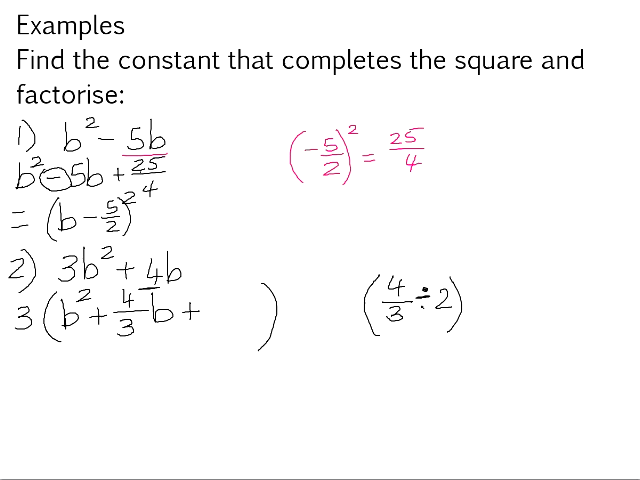 Examples
Find the constant that completes the square and
factorise:
1) b² − 5b
(−5/2)² = 25/4
b² − 5b + 25/4
= (b − 5/2)²
2) 3b² + 4b
3 (b² + 4/3 b + )
(4/3 ÷ 2)